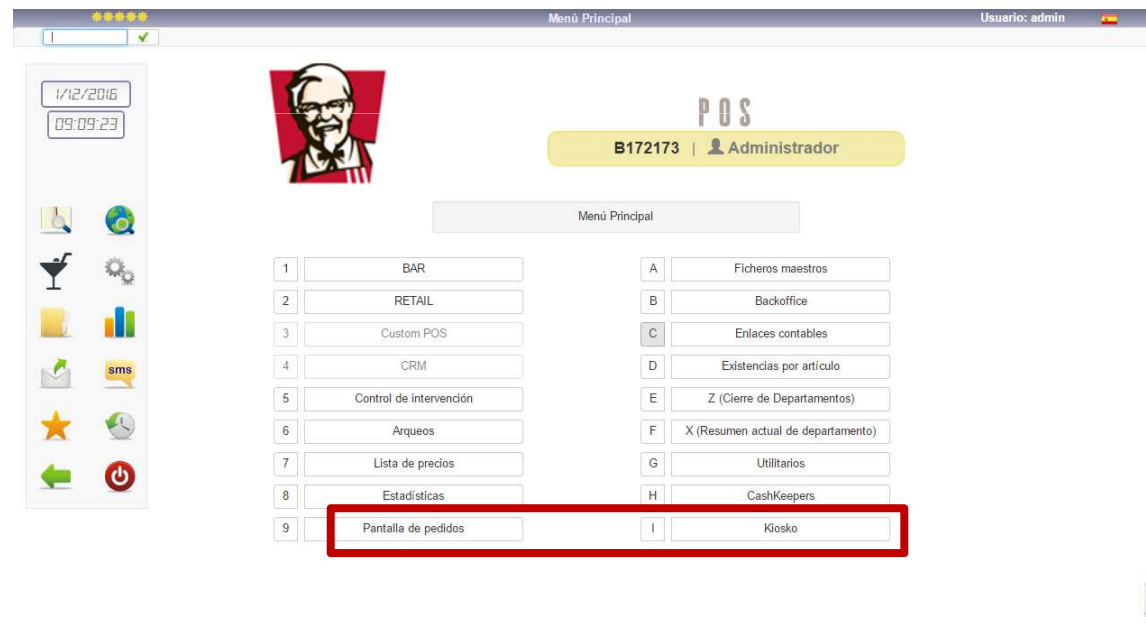 Menú Principal
Usuario: admin
1/12/2016
09:09:23
POS
B172173 | Administrador
Menú Principal
1 BAR
A Ficheros maestros
2 RETAIL
B Backoffice
3 Custom POS
C Enlaces contables
4 CRM
D Existencias por artículo
5 Control de intervención
E Z (Cierre de Departamentos)
6 Arqueos
F X (Resumen actual de departamento)
7 Lista de precios
G Utilitarios
8 Estadísticas
H CashKeepers
9 Pantalla de pedidos
I Kiosko
sms